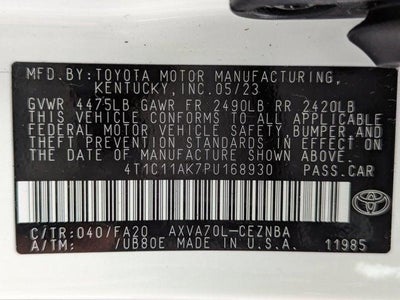 MFD.BY:TOYOTA MOTOR MANUFACTURING,
KENTUCKY,INC.05/23
GVWR 4475LB GAWR FR 2490LB RR 2420LB
THIS VEHICLE CONFORMS TO ALL APPLICABLE
FEDERAL MOTOR VEHICLE SAFETY, BUMPER, AND
THEFT PREVENTION STANDARDS IN EFFECT ON
THE DATE OF MANUFACTURE SHOWN ABOVE.
4T1C11AK7PU168930 PASS.CAR
C/TR:040/FA20 AXVA70L-CEZNBA
A/TM: /UB80E MADE IN U.S.A. 11985
TOYOTA